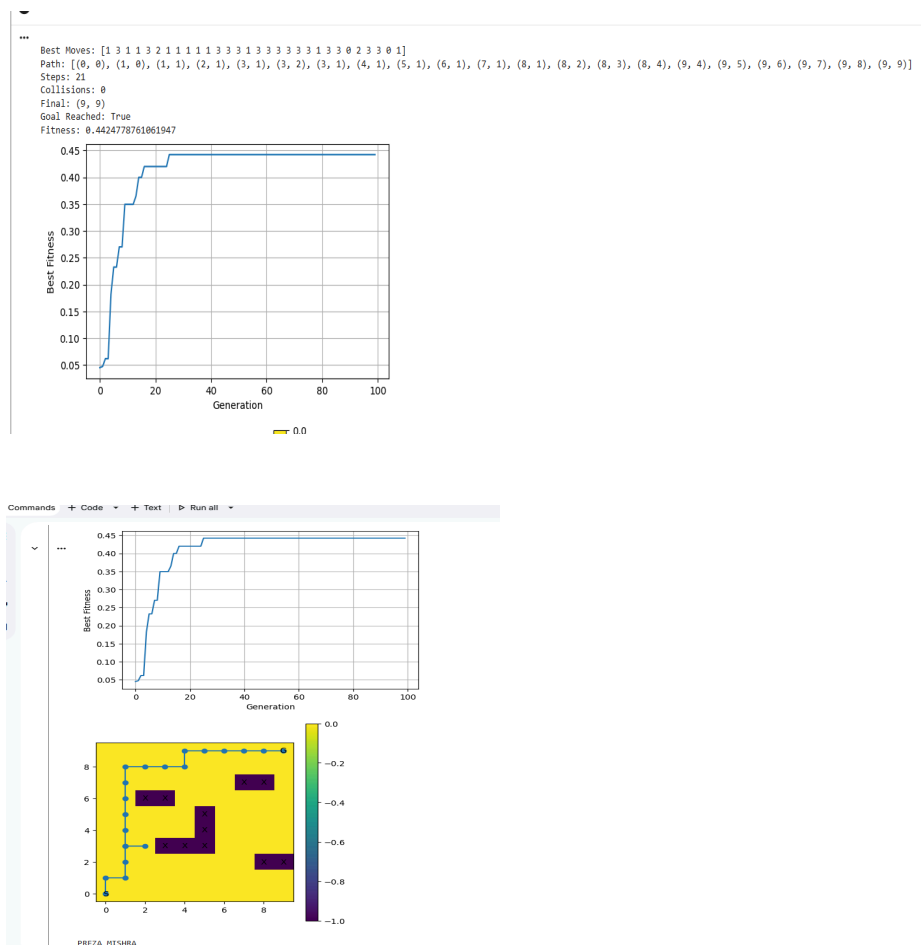 ...
Best Moves: [1 3 1 1 3 2 1 1 1 1 1 3 3 3 1 3 3 3 3 3 3 1 3 3 0 2 3 3 0 1]
Path: [(0, 0), (1, 0), (1, 1), (2, 1), (3, 1), (3, 2), (3, 1), (4, 1), (5, 1), (6, 1), (7, 1), (8, 1), (8, 2), (8, 3), (8, 4), (9, 4), (9, 5), (9, 6), (9, 7), (9, 8), (9, 9)]
Steps: 21
Collisions: 0
Final: (9, 9)
Goal Reached: True
Fitness: 0.4424778761061947
0.45
0.40
0.35
0.30
0.25
0.20
0.15
0.10
0.05
Best Fitness
0 20 40 60 80 100
Generation
0.0
Commands + Code + Text Run all
...
0.45
0.40
0.35
0.30
0.25
0.20
0.15
0.10
0.05
Best Fitness
0 20 40 60 80 100
Generation
0.0
−0.2
−0.4
−0.6
−0.8
−1.0
G
8
X X
6
X X
X
4
X
X X X
2
X X
0
S
0 2 4 6 8
PREZA MISHRA